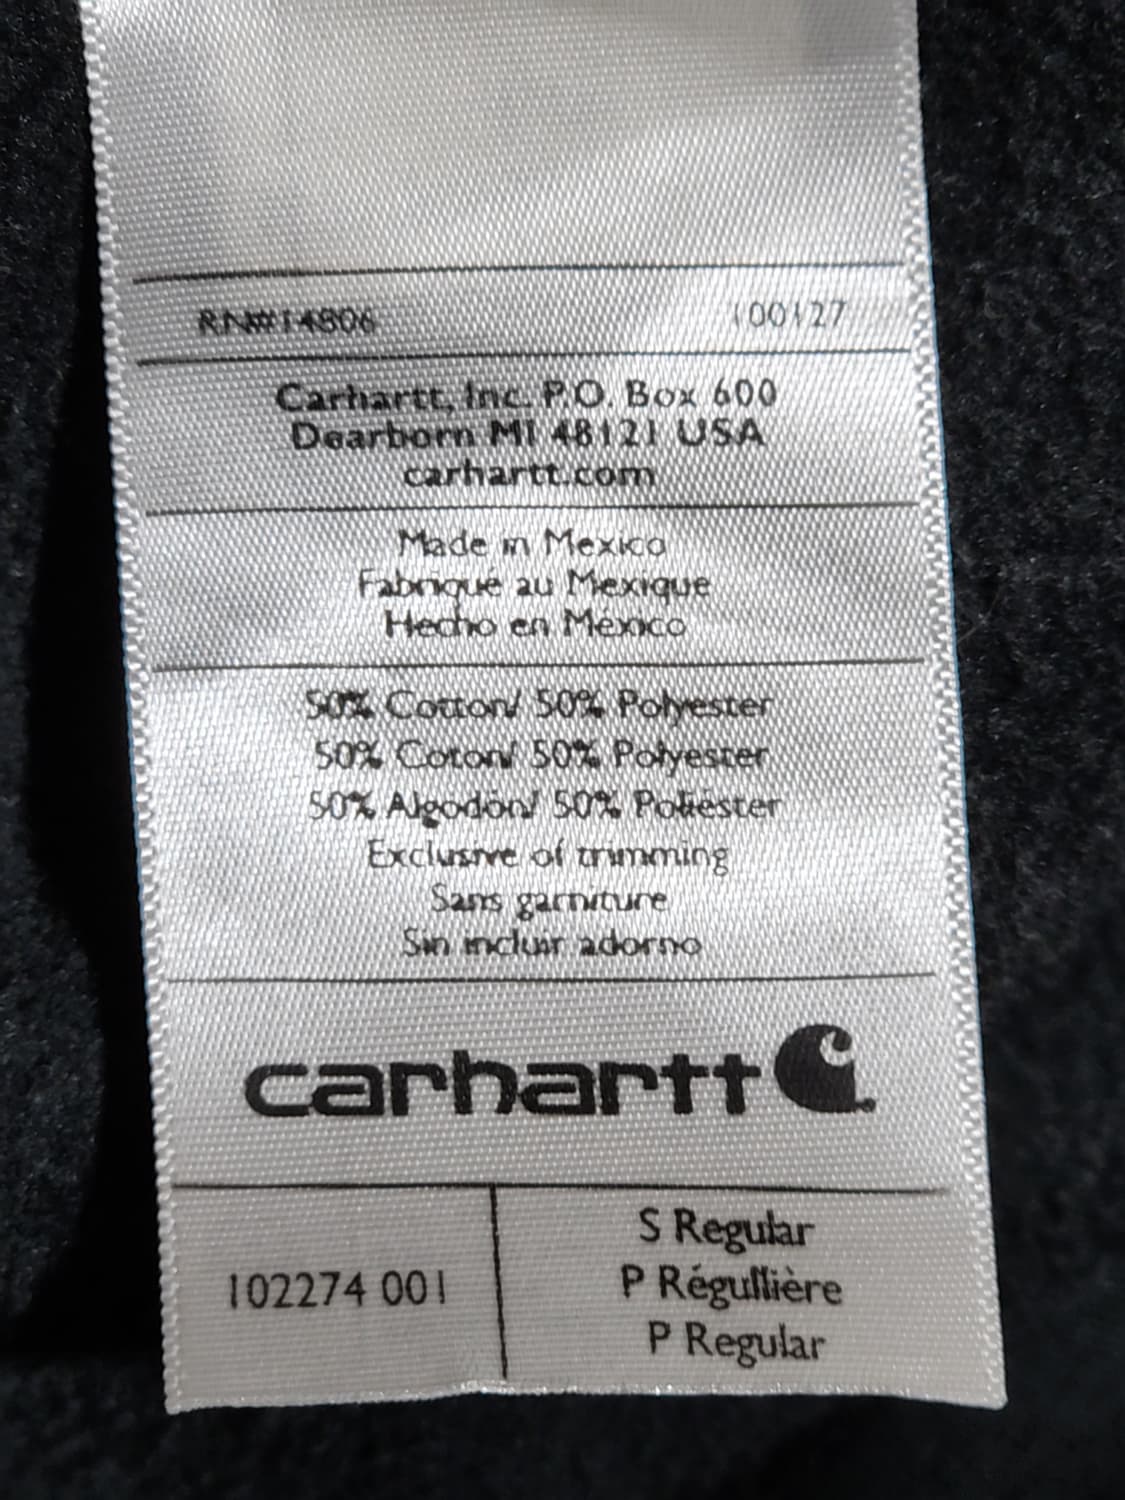 RN#14806 100127
Carhartt, Inc. P.O. Box 600
Dearborn MI 48121 USA
carhartt.com
Made in Mexico
Fabriqué au Mexique
Hecho en México
50% Cotton/ 50% Polyester
50% Coton/ 50% Polyester
50% Algodón/ 50% Poliéster
Exclusive of trimming
Sans garniture
Sin incluir adorno
carhartt
102274 001
S Regular
P Régullière
P Regular